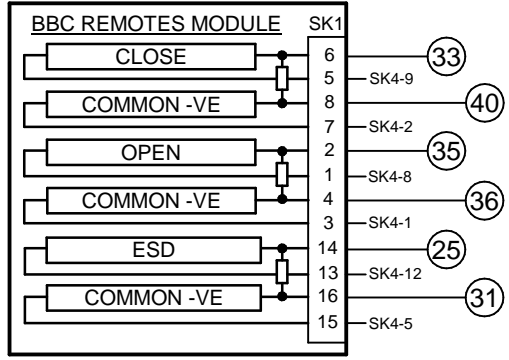 BBC REMOTES MODULE SK1
CLOSE 6 33
5 SK4-9
COMMON -VE 8 40
7 SK4-2
OPEN 2 35
1 SK4-8
COMMON -VE 4 36
3 SK4-1
ESD 14 25
13 SK4-12
COMMON -VE 16 31
15 SK4-5